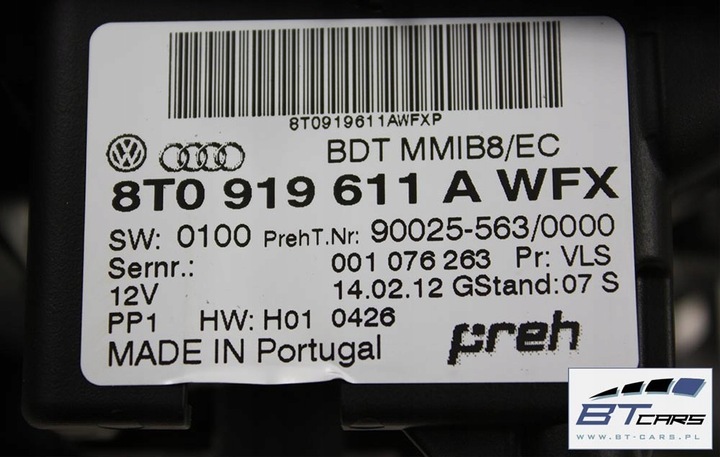 8T0919611AWFXP
BDT MMIB8/EC
8T0 919 611 A WFX
SW: 0100 PrehT.Nr: 90025-563/0000
Sernr.: 001 076 263 Pr: VLS
12V 14.02.12 GStand:07 S
PP1 HW: H01 0426
MADE IN Portugal
preh
BT CARS
WWW.BT-CARS.PL